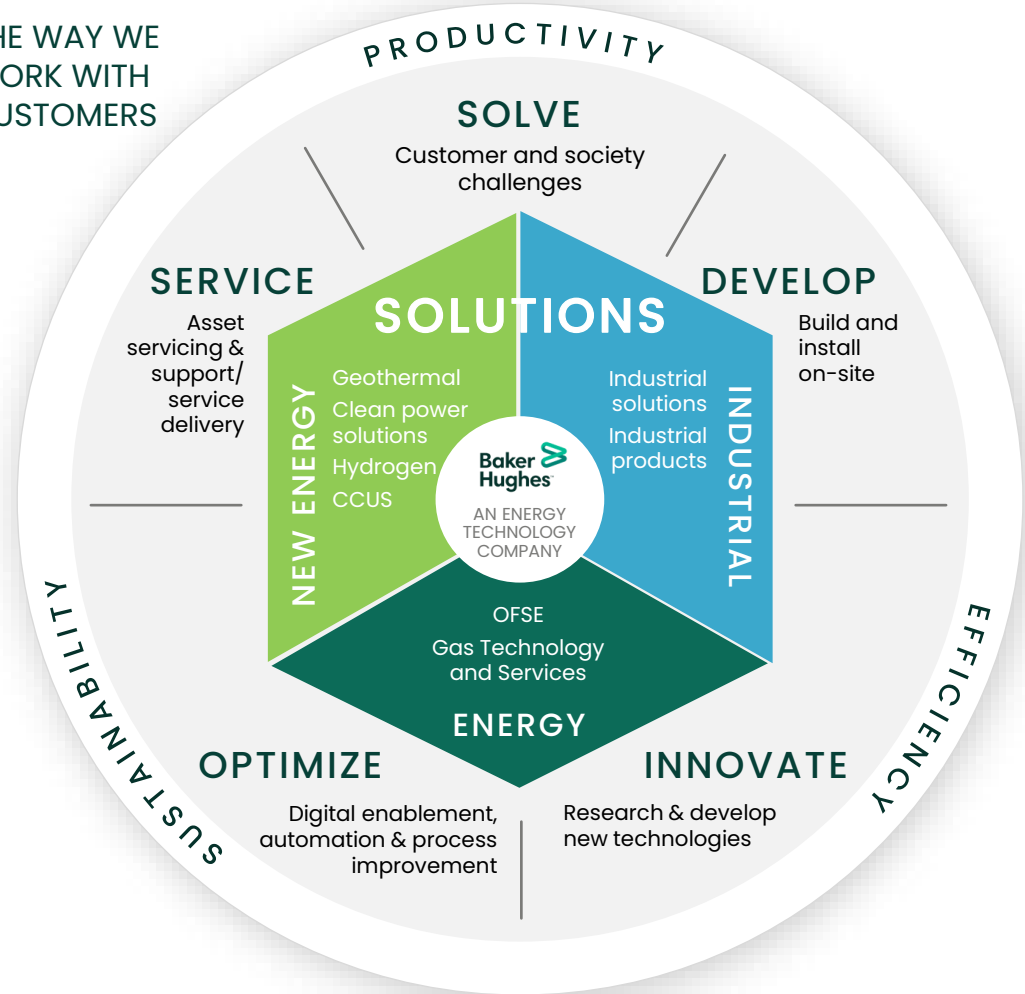 HE WAY WE
ORK WITH
USTOMERS
PRODUCTIVITY
SOLVE
Customer and society
challenges
SERVICE
Asset
servicing &
support/
service
delivery
DEVELOP
Build and
install
on-site
SOLUTIONS
NEW ENERGY
Geothermal
Clean power
solutions
Hydrogen
CCUS
Industrial
solutions
Industrial
products
INDUSTRIAL
Baker
Hughes
AN ENERGY
TECHNOLOGY
COMPANY
OFSE
Gas Technology
and Services
ENERGY
OPTIMIZE
Digital enablement,
automation & process
improvement
INNOVATE
Research & develop
new technologies
SUSTAINABILITY
EFFICIENCY